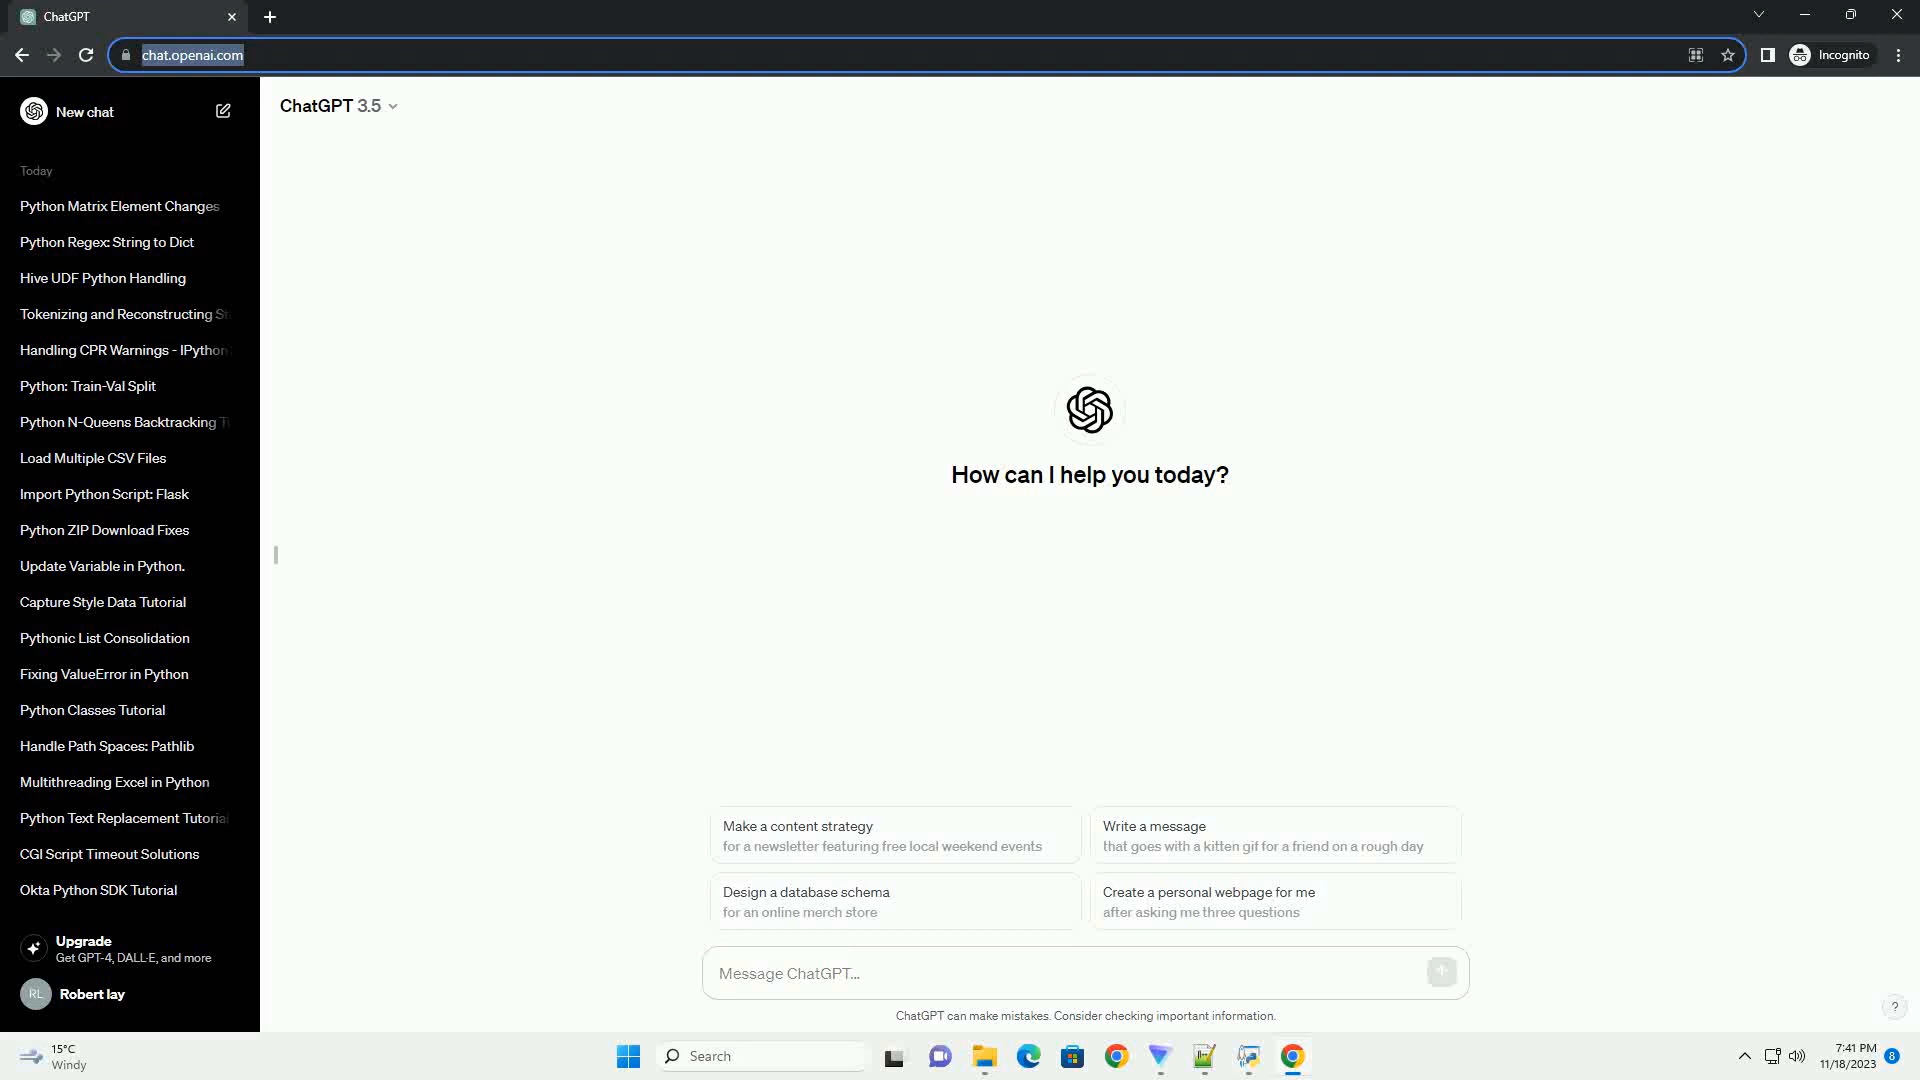 ChatGPT
chat.openai.com
Incognito
New chat
ChatGPT 3.5
Today
Python Matrix Element Changes
Python Regex: String to Dict
Hive UDF Python Handling
Tokenizing and Reconstructing
Handling CPR Warnings - IPython
Python: Train-Val Split
Python N-Queens Backtracking
Load Multiple CSV Files
Import Python Script: Flask
Python ZIP Download Fixes
Update Variable in Python.
Capture Style Data Tutorial
Pythonic List Consolidation
Fixing ValueError in Python
Python Classes Tutorial
Handle Path Spaces: Pathlib
Multithreading Excel in Python
Python Text Replacement Tutorial
CGI Script Timeout Solutions
Okta Python SDK Tutorial
Upgrade
Get GPT-4, DALL·E, and more
RL
Robert lay
How can I help you today?
Make a content strategy
for a newsletter featuring free local weekend events
Write a message
that goes with a kitten gif for a friend on a rough day
Design a database schema
for an online merch store
Create a personal webpage for me
after asking me three questions
Message ChatGPT...
ChatGPT can make mistakes. Consider checking important information.
?
15°C
Windy
Search
7:41 PM
11/18/2023
8